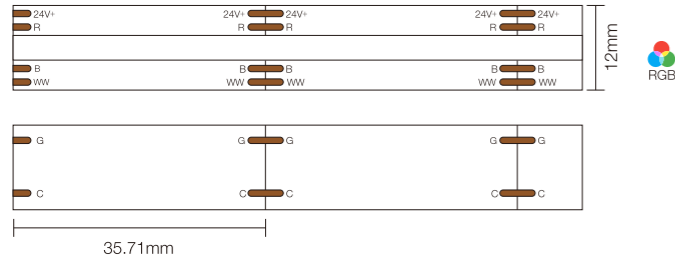 24V+ 24V+ 24V+ 24V+ 24V+
R R R R R
B B B B B
WW WW WW WW WW
12mm
RGB
G G G G G
C C C C C
35.71mm